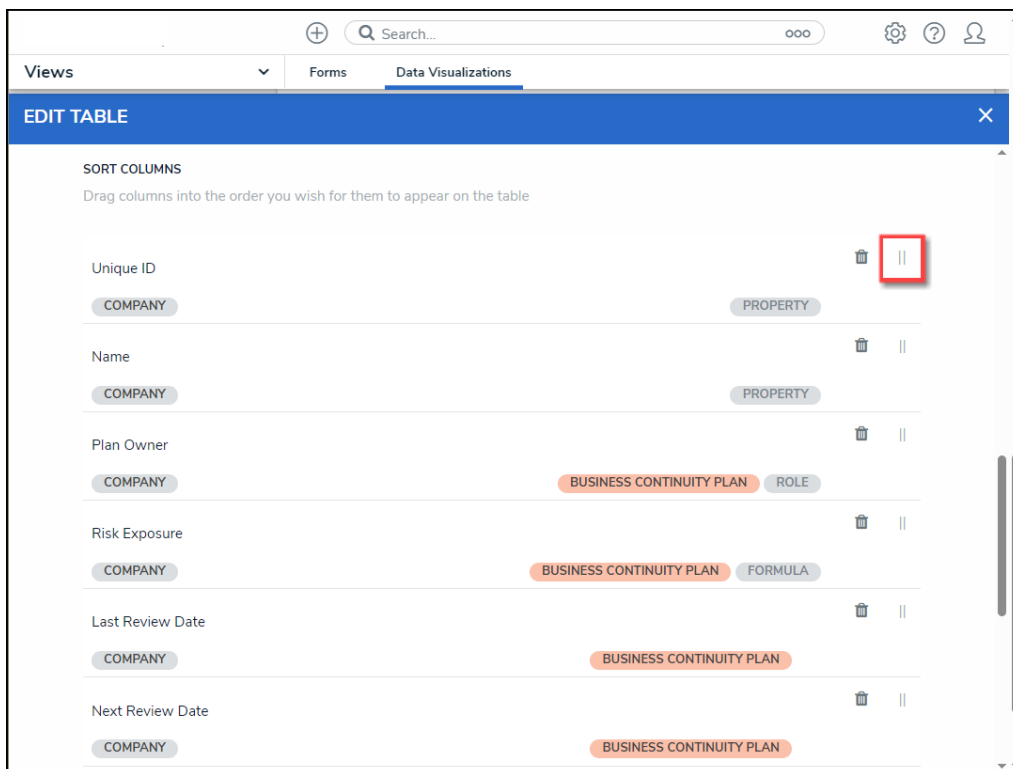 Search...
Views
Forms
Data Visualizations
EDIT TABLE
SORT COLUMNS
Drag columns into the order you wish for them to appear on the table
Unique ID
COMPANY PROPERTY
Name
COMPANY PROPERTY
Plan Owner
COMPANY BUSINESS CONTINUITY PLAN ROLE
Risk Exposure
COMPANY BUSINESS CONTINUITY PLAN FORMULA
Last Review Date
COMPANY BUSINESS CONTINUITY PLAN
Next Review Date
COMPANY BUSINESS CONTINUITY PLAN